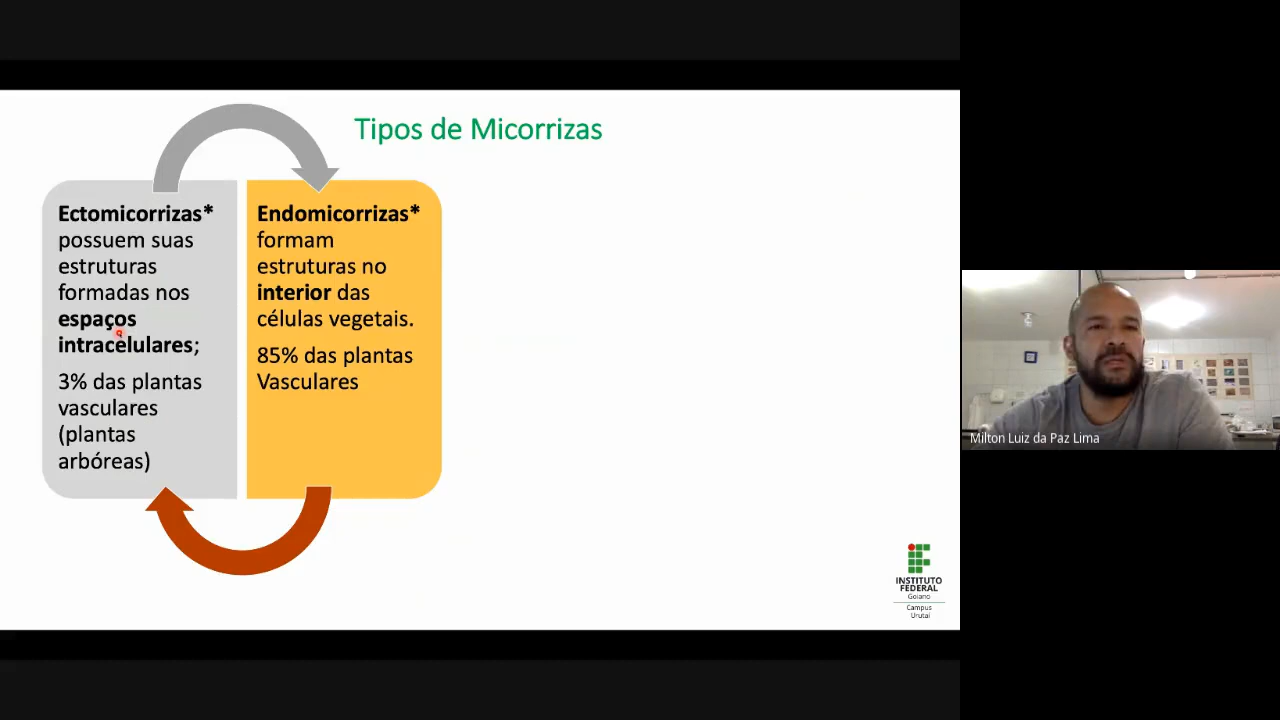 Tipos de Micorrizas
Ectomicorrizas*
possuem suas
estruturas
formadas nos
espaços
intracelulares;
3% das plantas
vasculares
(plantas
arbóreas)
Endomicorrizas*
formam
estruturas no
interior das
células vegetais.
85% das plantas
Vasculares
INSTITUTO
FEDERAL
Goiano
Campus
Urutaí
Milton Luiz da Paz Lima